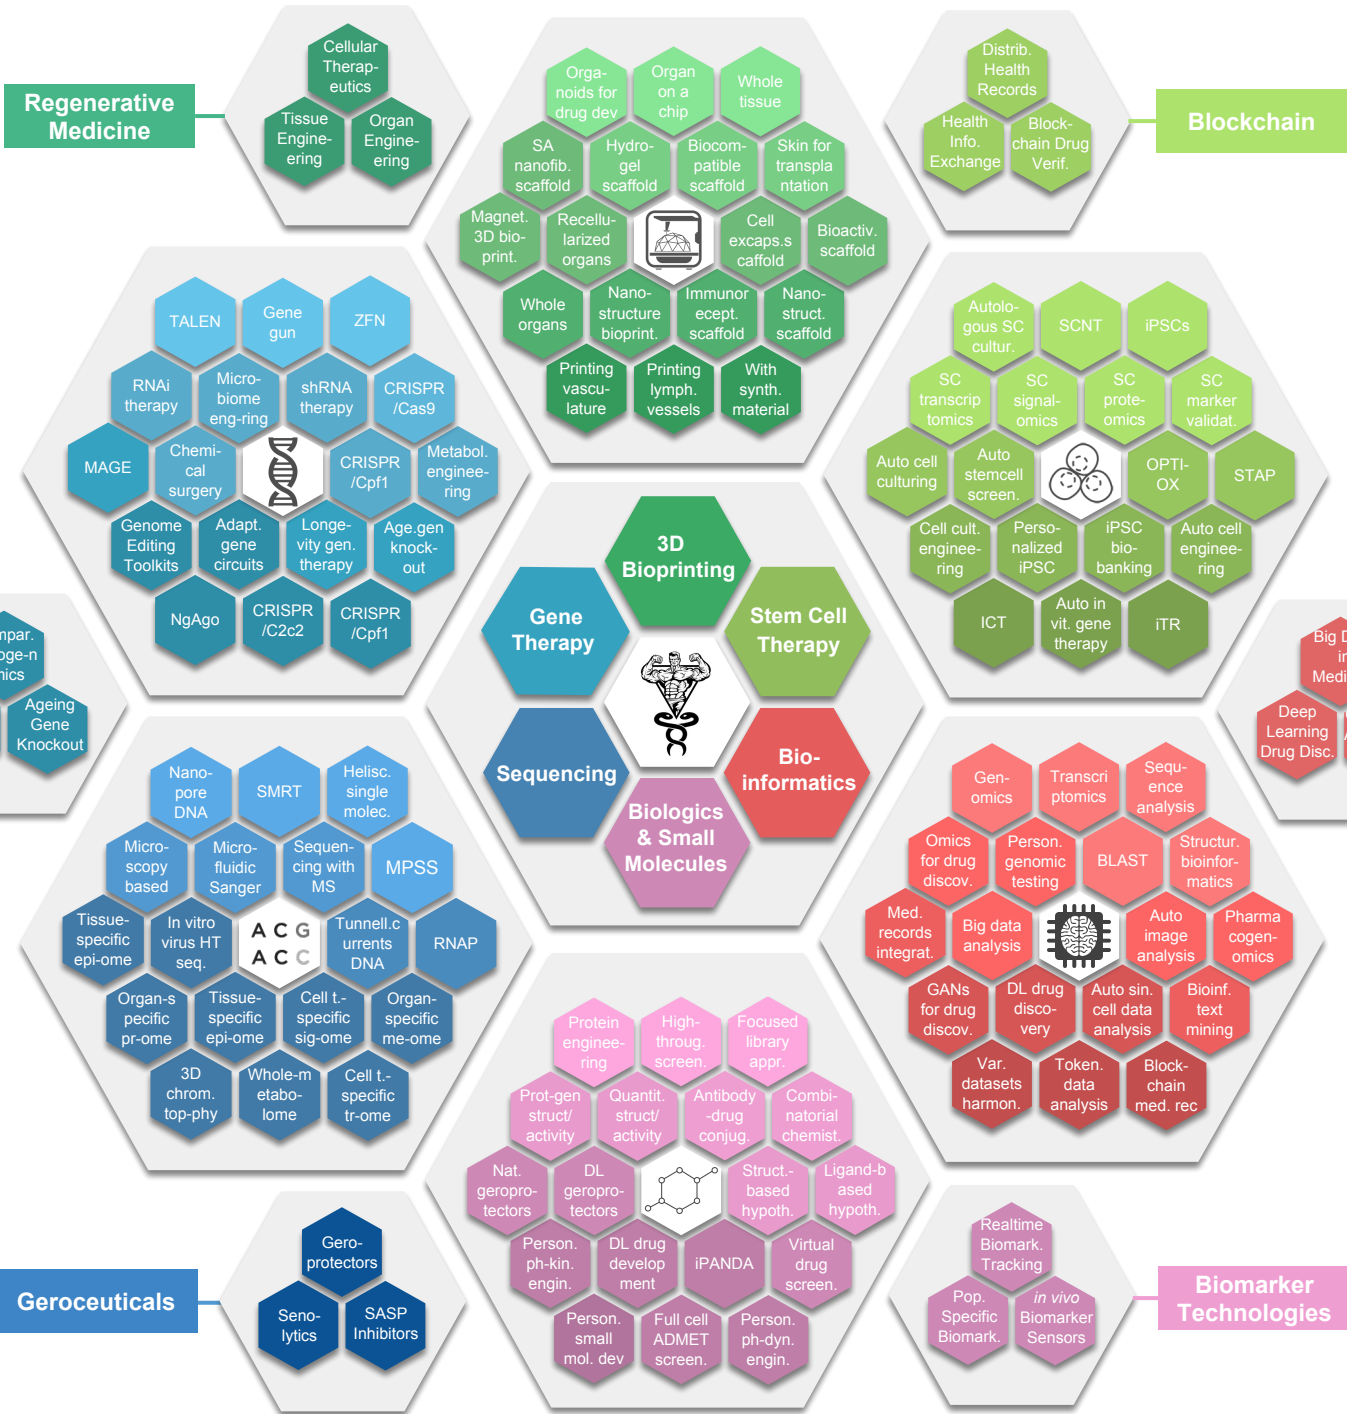 Regenerative
Medicine
Cellular
Therap-
eutics
Tissue
Engine-
ering
Organ
Engine-
ering
Orga-
noids for
drug dev
Organ
on a
chip
Whole
tissue
SA
nanofib.
scaffold
Hydro-
gel
scaffold
Biocom-
patible
scaffold
Skin for
transpla
ntation
Magnet.
3D bio-
print.
Recellu-
larized
organs
Cell
excaps.s
caffold
Bioactiv.
scaffold
Whole
organs
Nano-
structure
bioprint.
Immunor
ecept.
scaffold
Nano-
struct.
scaffold
Printing
vascu-
lature
Printing
lymph.
vessels
With
synth.
material
Distrib.
Health
Records
Health
Info.
Exchange
Block-
chain Drug
Verif.
Blockchain
TALEN
Gene
gun
ZFN
RNAi
therapy
Micro-
biome
eng-ring
shRNA
therapy
CRISPR
/Cas9
MAGE
Chemi-
cal
surgery
CRISPR
/Cpf1
Metabol.
enginee-
ring
Genome
Editing
Toolkits
Adapt.
gene
circuits
Longe-
vity gen.
therapy
Age.gen
knock-
out
NgAgo
CRISPR
/C2c2
CRISPR
/Cpf1
Autolo-
gous SC
cultur.
SCNT
iPSCs
SC
transcrip
tomics
SC
signal-
omics
SC
prote-
omics
SC
marker
validat.
Auto cell
culturing
Auto
stemcell
screen.
OPTI-
OX
STAP
Cell cult.
enginee-
ring
Perso-
nalized
iPSC
iPSC
bio-
banking
Auto cell
enginee-
ring
ICT
Auto in
vit. gene
therapy
iTR
3D
Bioprinting
Gene
Therapy
Stem Cell
Therapy
Sequencing
Bio-
informatics
Biologics
& Small
Molecules
mpar.
oge-n
mics
Ageing
Gene
Knockout
Big D
in
Medi
Deep
Learning
Drug Disc.
Nano-
pore
DNA
SMRT
Helisc.
single
molec.
Micro-
scopy
based
Micro-
fluidic
Sanger
Sequen-
cing with
MS
MPSS
Tissue-
specific
epi-ome
In vitro
virus HT
seq.
A C G
A C C
Tunnell.c
urrents
DNA
RNAP
Organ-s
pecific
pr-ome
Tissue-
specific
epi-ome
Cell t.-
specific
sig-ome
Organ-
specific
me-ome
3D
chrom.
top-phy
Whole-m
etabo-
lome
Cell t.-
specific
tr-ome
Gen-
omics
Transcri
ptomics
Sequ-
ence
analysis
Omics
for drug
discov.
Person.
genomic
testing
BLAST
Structur.
bioinfor-
matics
Med.
records
integrat.
Big data
analysis
Auto
image
analysis
Pharma
cogen-
omics
GANs
for drug
discov.
DL drug
disco-
very
Auto sin.
cell data
analysis
Bioinf.
text
mining
Var.
datasets
harmon.
Token.
data
analysis
Block-
chain
med. rec
Protein
enginee-
ring
High-
throug.
screen.
Focused
library
appr.
Prot-gen
struct/
activity
Quantit.
struct/
activity
Antibody
-drug
conjug.
Combi-
natorial
chemist.
Nat.
geropro-
tectors
DL
geropro-
tectors
Struct.-
based
hypoth.
Ligand-b
ased
hypoth.
Person.
ph-kin.
engin.
DL drug
develop
ment
iPANDA
Virtual
drug
screen.
Person.
small
mol. dev
Full cell
ADMET
screen.
Person.
ph-dyn.
engin.
Geroceuticals
Gero-
protectors
Seno-
lytics
SASP
Inhibitors
Realtime
Biomark.
Tracking
Pop.
Specific
Biomark.
in vivo
Biomarker
Sensors
Biomarker
Technologies